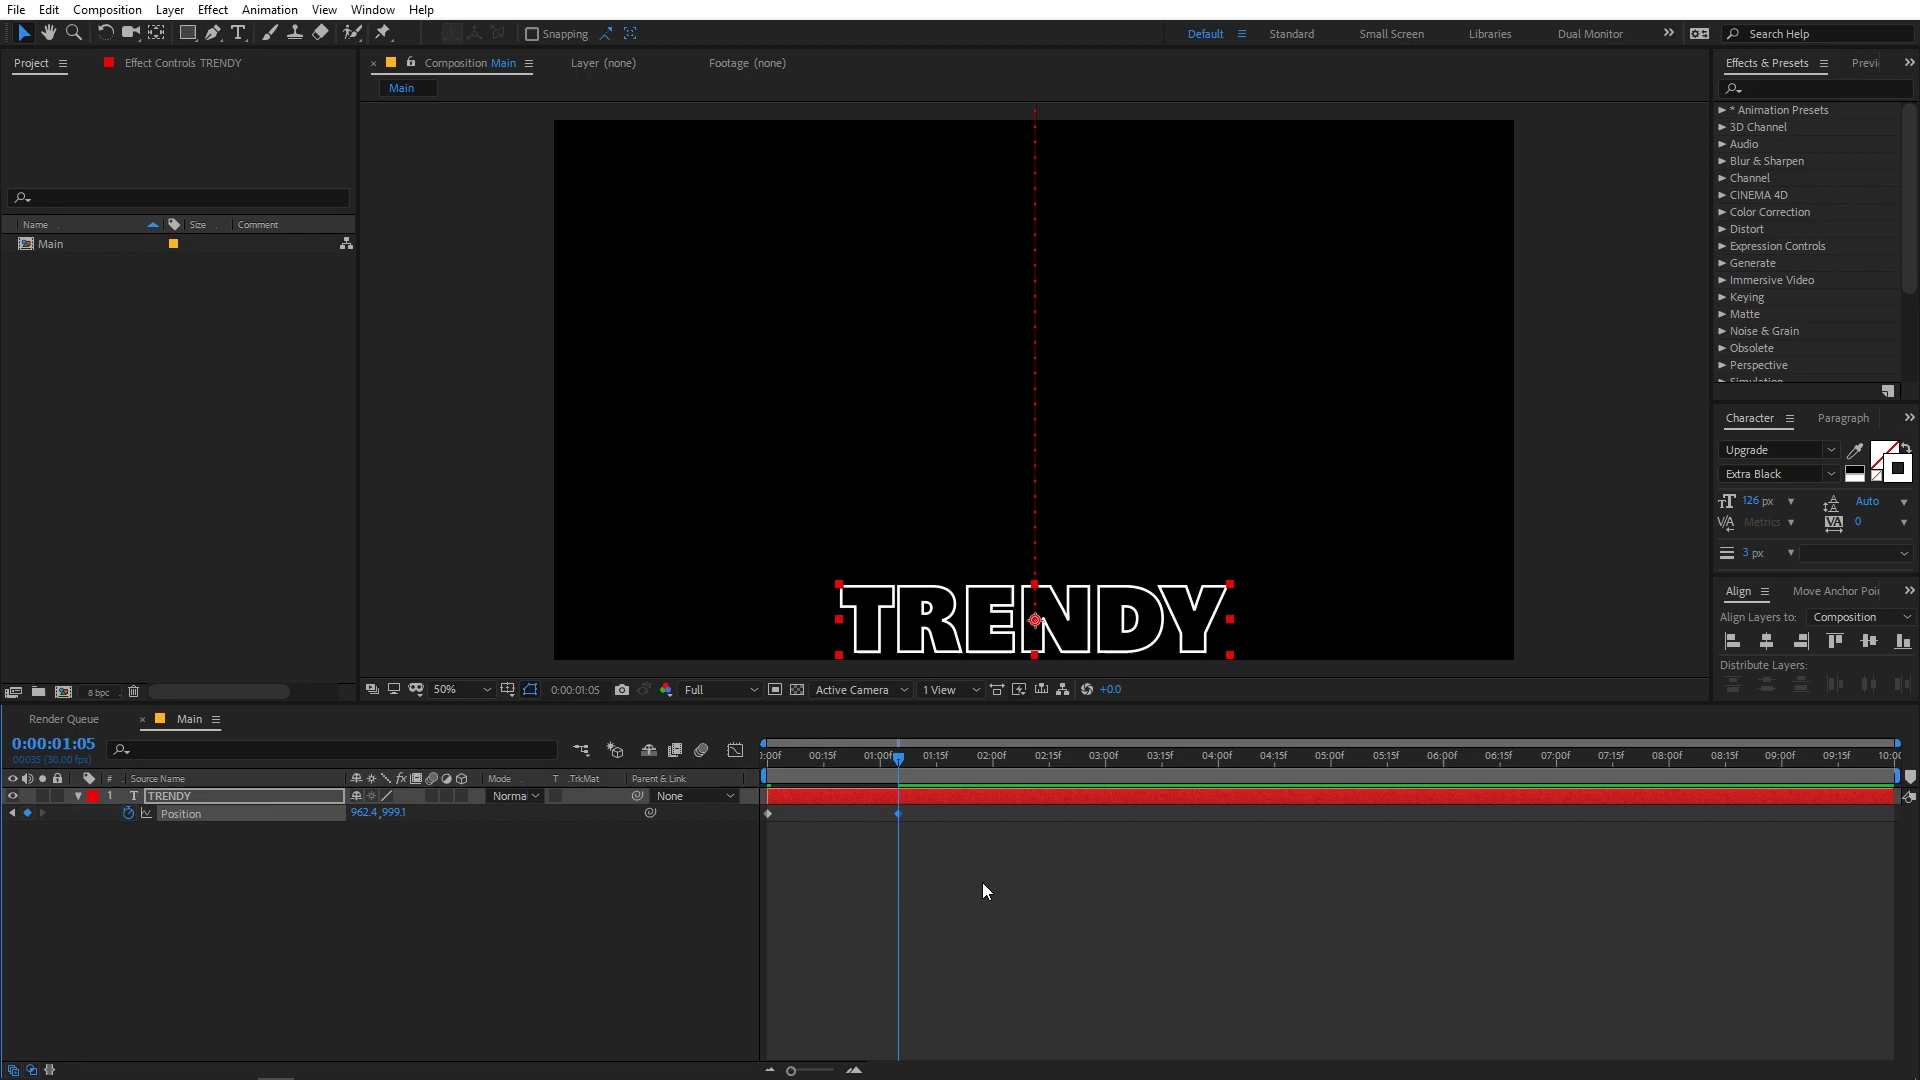 File Edit Composition Layer Effect Animation View Window Help
Snapping Default Standard Small Screen Libraries Dual Monitor Search Help
Project Effect Controls TRENDY Composition Main Layer (none) Footage (none) Effects & Presets
Main
* Animation Presets
3D Channel
Audio
Blur & Sharpen
Channel
CINEMA 4D
Color Correction
Distort
Expression Controls
Generate
Immersive Video
Keying
Matte
Noise & Grain
Obsolete
Perspective
Simulation
Name Size Comment
Main
Character Paragraph
Upgrade
Extra Black
126 px Auto
Metrics 0
3 px
TRENDY
Align Move Anchor Poi
Align Layers to: Composition
Distribute Layers:
8 bpc 50% 0:00:01:05 Full Active Camera 1 View +0.0
Render Queue Main
0:00:01:05
00035 (30.00 fps)
:00f 00:15f 01:00f 01:15f 02:00f 02:15f 03:00f 03:15f 04:00f 04:15f 05:00f 05:15f 06:00f 06:15f 07:00f 07:15f 08:00f 08:15f 09:00f 09:15f 10:00
# Source Name fx Mode T .TrkMat Parent & Link
1 T TRENDY Norma None
Position 962.4,999.1